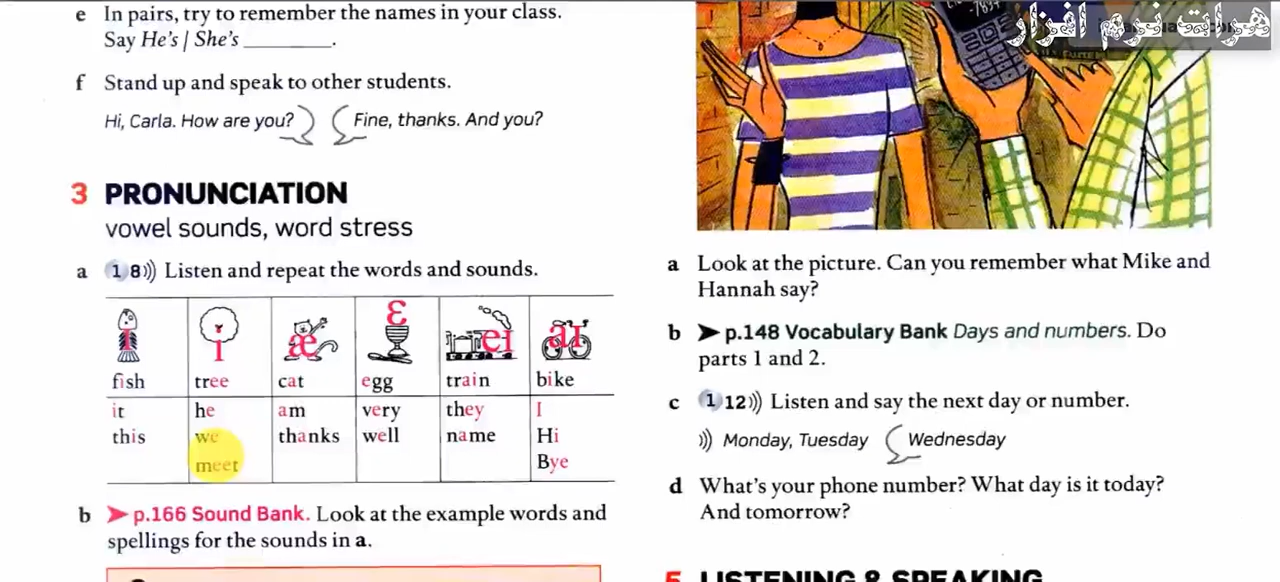 e In pairs, try to remember the names in your class.
Say He's / She's ________.
f Stand up and speak to other students.
Hi, Carla. How are you? Fine, thanks. And you?
3 PRONUNCIATION
vowel sounds, word stress
a 1 8))) Listen and repeat the words and sounds.
ɪ i æ ɛ eɪ aɪ
fish tree cat egg train bike
it he am very they I
this we thanks well name Hi
meet Bye
b ➤ p.166 Sound Bank. Look at the example words and
spellings for the sounds in a.
هرات نرم افزار
a Look at the picture. Can you remember what Mike and
Hannah say?
b ➤ p.148 Vocabulary Bank Days and numbers. Do
parts 1 and 2.
c 1 12))) Listen and say the next day or number.
))) Monday, Tuesday Wednesday
d What's your phone number? What day is it today?
And tomorrow?
5 LISTENING & SPEAKING